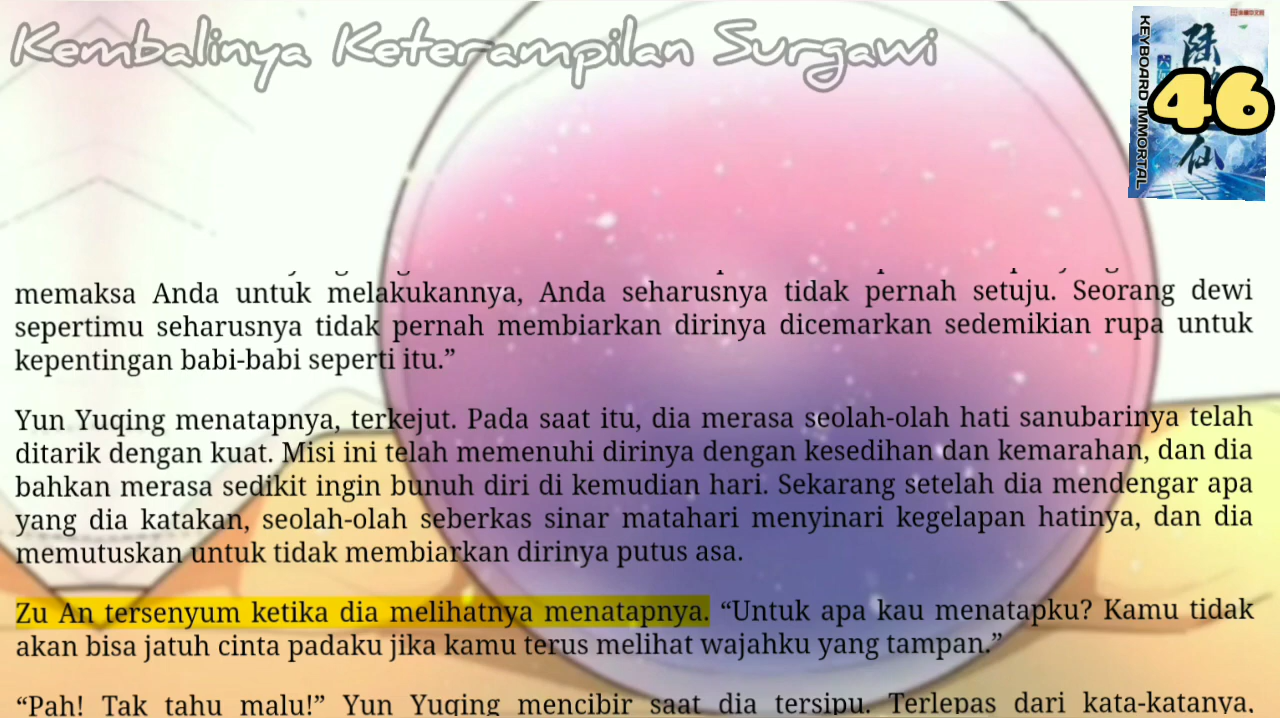 Kembalinya Keterampilan Surgawi
KEYBOARD IMMORTAL
陆
仙
46
memaksa Anda untuk melakukannya, Anda seharusnya tidak pernah setuju. Seorang dewi
sepertimu seharusnya tidak pernah membiarkan dirinya dicemarkan sedemikian rupa untuk
kepentingan babi-babi seperti itu.”
Yun Yuqing menatapnya, terkejut. Pada saat itu, dia merasa seolah-olah hati sanubarinya telah
ditarik dengan kuat. Misi ini telah memenuhi dirinya dengan kesedihan dan kemarahan, dan dia
bahkan merasa sedikit ingin bunuh diri di kemudian hari. Sekarang setelah dia mendengar apa
yang dia katakan, seolah-olah seberkas sinar matahari menyinari kegelapan hatinya, dan dia
memutuskan untuk tidak membiarkan dirinya putus asa.
Zu An tersenyum ketika dia melihatnya menatapnya. “Untuk apa kau menatapku? Kamu tidak
akan bisa jatuh cinta padaku jika kamu terus melihat wajahku yang tampan.”
“Pah! Tak tahu malu!” Yun Yuqing mencibir saat dia tersipu. Terlepas dari kata-katanya,